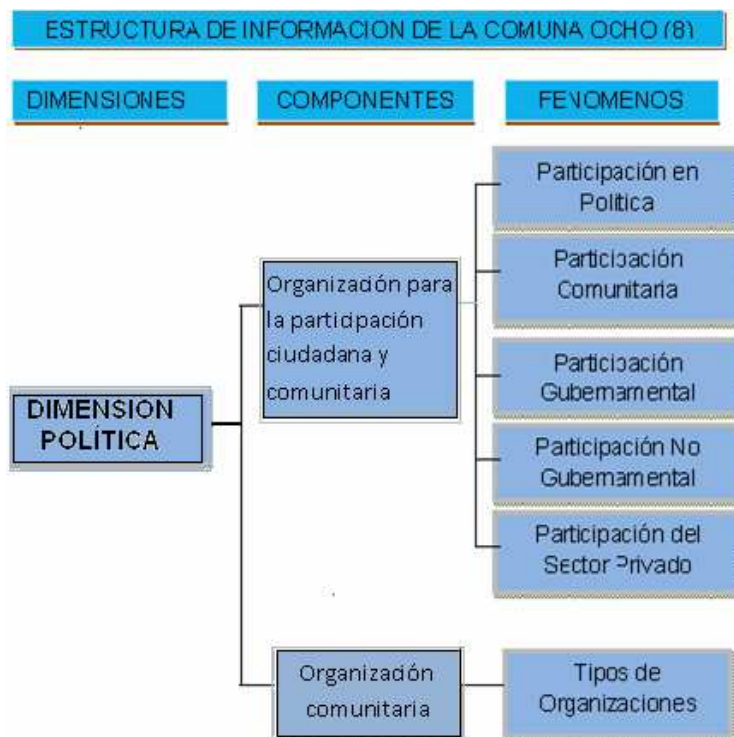 ESTRUCTURA DE INFORMACION DE LA COMUNA OCHO (8)
DIMENSIONES
COMPONENTES
FENOMENOS
Participación en
Política
Participación
Comunitaria
Organización para
la participación
ciudadana y
comunitaria
Participación
Gubernamental
DIMENSION
POLÍTICA
Participación No
Gubernamental
Participación del
Sector Privado
Organización
comunitaria
Tipos de
Organizaciones